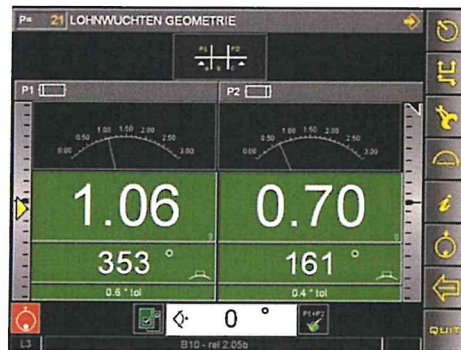 P= 21 LOHNWUCHTEN GEOMETRIE
P1 P2
A B C
P1 P2
0.00 0.50 1.00 1.50 2.00 2.50 3.00
0.00 0.50 1.00 1.50 2.00 2.50 3.00
1.06 0.70
353 ° 161 °
0.6 * tol 0.4 * tol
0 °
P1+P2
L3 B10 - rel 2.05b
QUIT